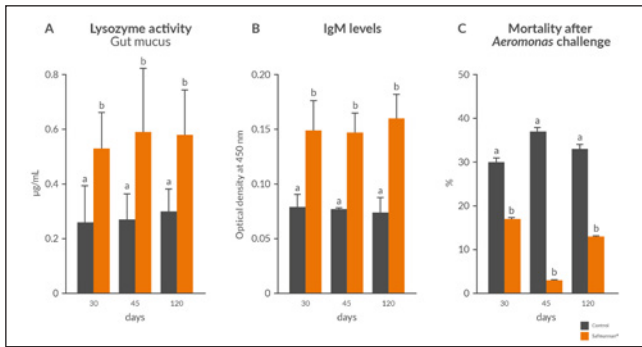 A
Lysozyme activity
Gut mucus
0.8
0.6
0.4
0.2
0
µg/mL
a
b
a
b
a
b
30
45
120
days
B
IgM levels
0.20
0.15
0.10
0.05
0
Optical density at 450 nm
a
b
a
b
a
b
30
45
120
days
C
Mortality after
Aeromonas challenge
50
40
30
20
10
0
%
a
b
a
b
a
b
30
45
120
days
Control